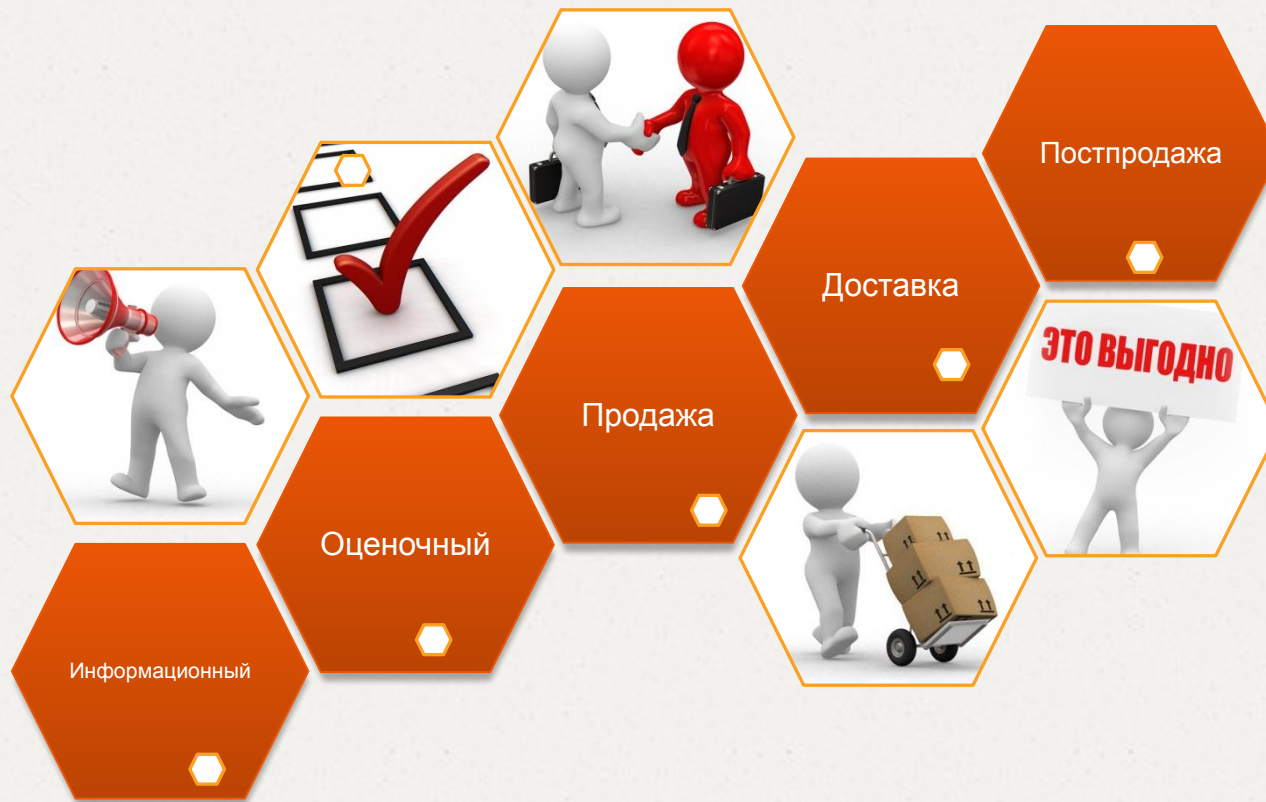 Информационный
Оценочный
Продажа
Доставка
Постпродажа
ЭТО ВЫГОДНО